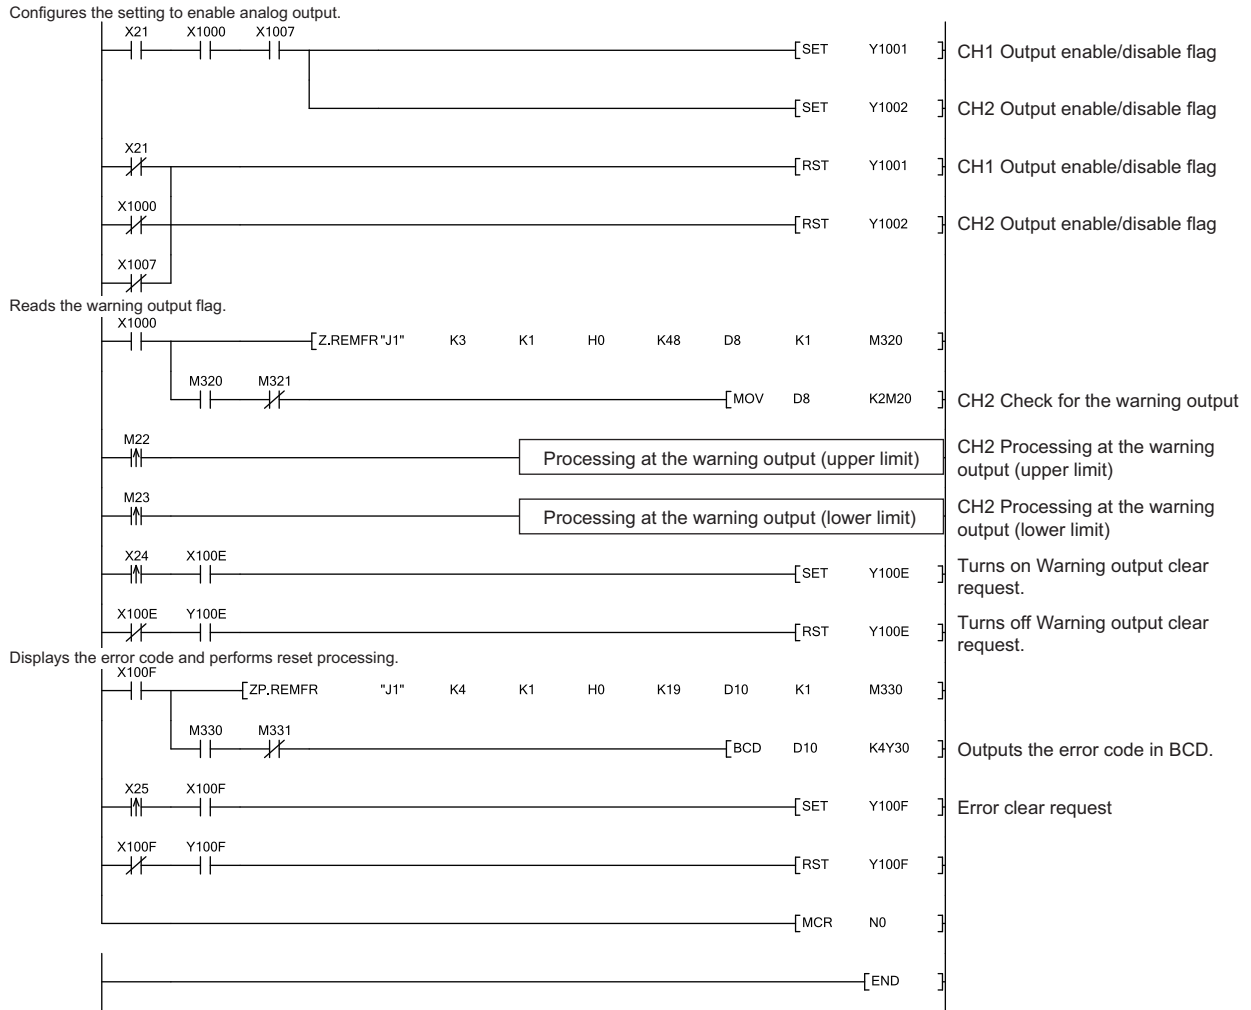 Configures the setting to enable analog output.
X21 X1000 X1007
SET Y1001 CH1 Output enable/disable flag
SET Y1002 CH2 Output enable/disable flag
X21
RST Y1001 CH1 Output enable/disable flag
X1000
RST Y1002 CH2 Output enable/disable flag
X1007
Reads the warning output flag.
X1000
Z.REMFR "J1" K3 K1 H0 K48 D8 K1 M320
M320 M321
MOV D8 K2M20 CH2 Check for the warning output
M22
Processing at the warning output (upper limit)
CH2 Processing at the warning
output (upper limit)
M23
Processing at the warning output (lower limit)
CH2 Processing at the warning
output (lower limit)
X24 X100E
SET Y100E
Turns on Warning output clear
request.
X100E Y100E
RST Y100E
Turns off Warning output clear
request.
Displays the error code and performs reset processing.
X100F
ZP.REMFR "J1" K4 K1 H0 K19 D10 K1 M330
M330 M331
BCD D10 K4Y30 Outputs the error code in BCD.
X25 X100F
SET Y100F Error clear request
X100F Y100F
RST Y100F
MCR N0
END